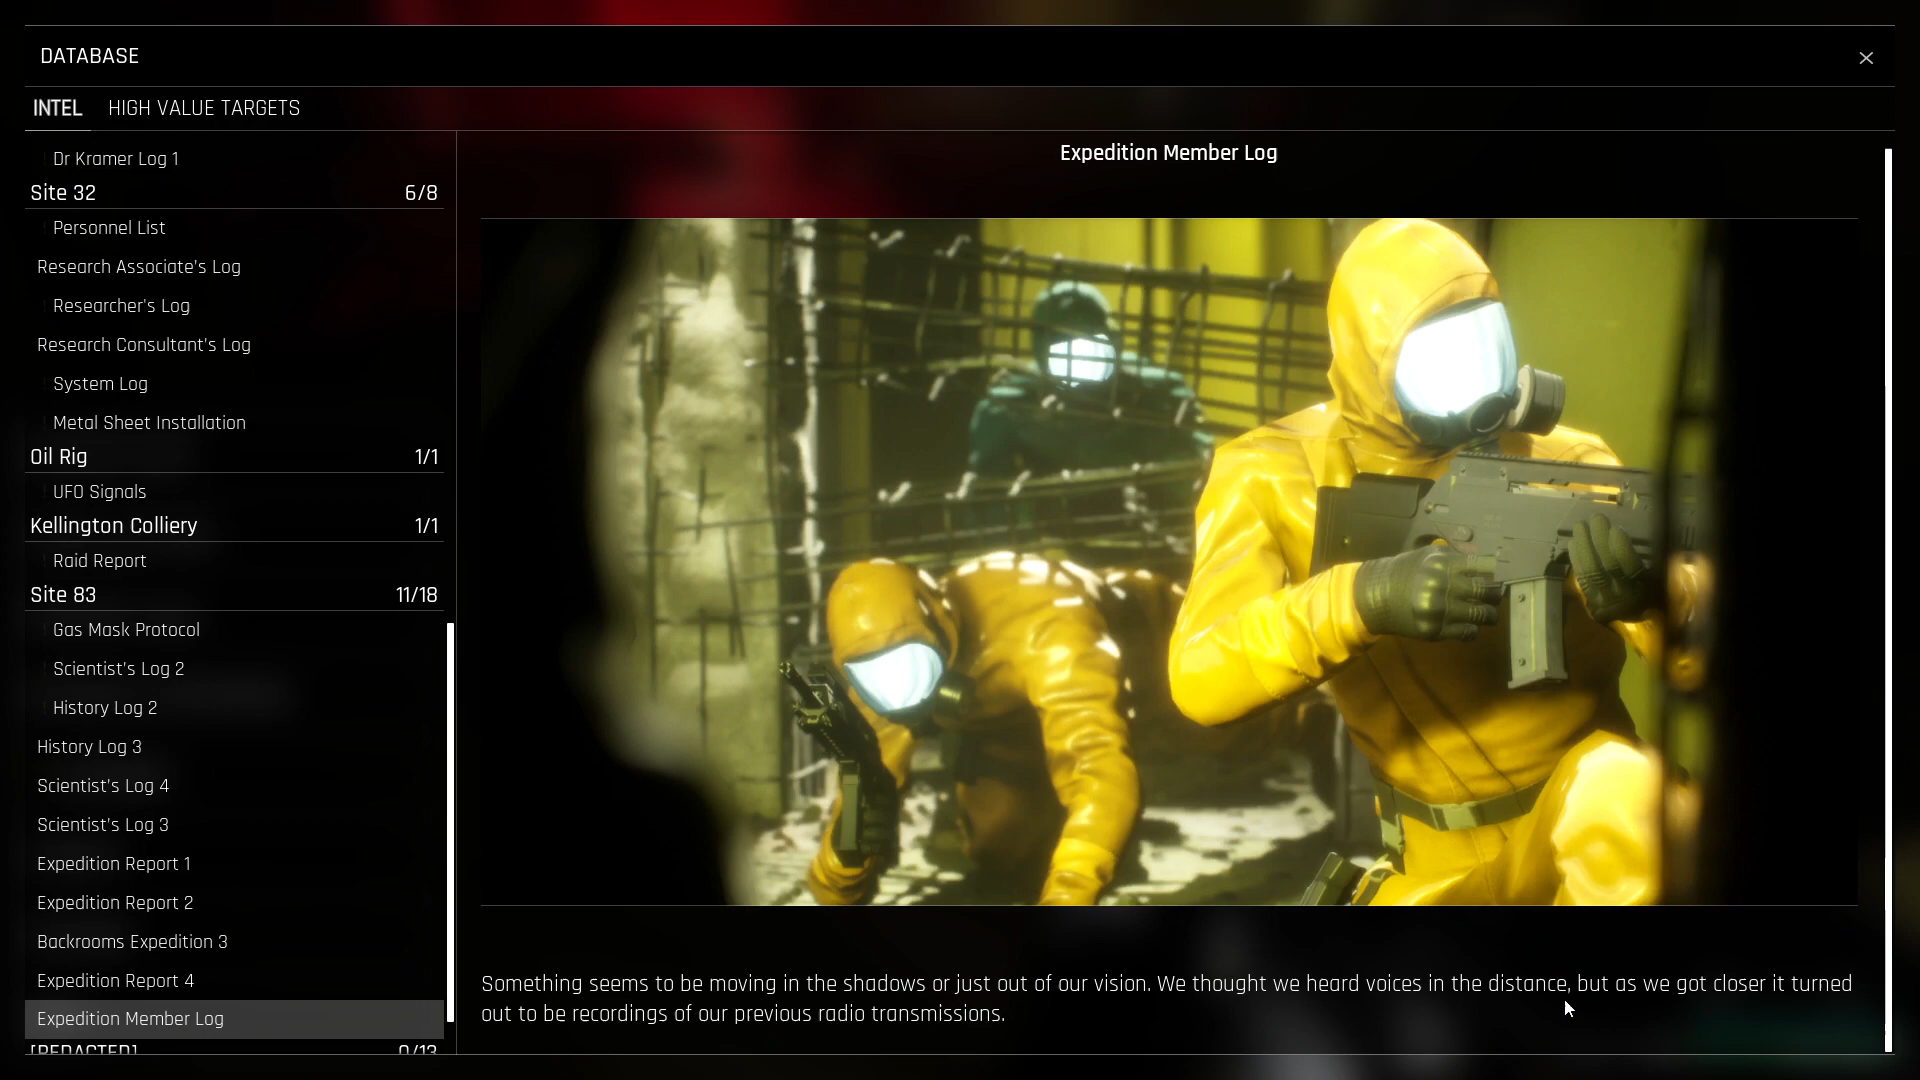 DATABASE
INTEL
HIGH VALUE TARGETS
Dr Kramer Log 1
Site 32
6/8
Personnel List
Research Associate's Log
Researcher's Log
Research Consultant's Log
System Log
Metal Sheet Installation
Oil Rig
1/1
UFO Signals
Kellington Colliery
1/1
Raid Report
Site 83
11/18
Gas Mask Protocol
Scientist's Log 2
History Log 2
History Log 3
Scientist's Log 4
Scientist's Log 3
Expedition Report 1
Expedition Report 2
Backrooms Expedition 3
Expedition Report 4
Expedition Member Log
[REDACTED]
0/13
Expedition Member Log
Something seems to be moving in the shadows or just out of our vision. We thought we heard voices in the distance, but as we got closer it turned
out to be recordings of our previous radio transmissions.